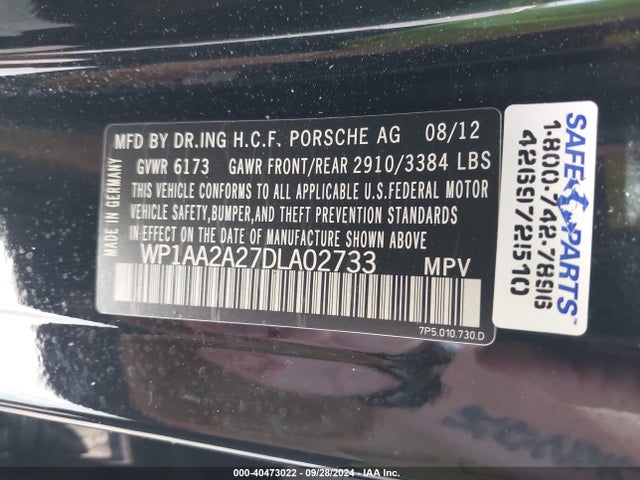 MFD BY DR.ING H.C.F. PORSCHE AG 08/12
GVWR 6173 GAWR FRONT/REAR 2910/3384 LBS
THIS VEHICLE CONFORMS TO ALL APPLICABLE U.S.FEDERAL MOTOR
VEHICLE SAFETY,BUMPER,AND THEFT PREVENTION STANDARDS
IN EFFECT ON THE DATE OF MANUFACTURE SHOWN ABOVE
WP1AA2A27DLA02733 MPV
7P5.010.730.D
MADE IN GERMANY
SAFE PARTS™
1-800-742-7896
426972510
000-40473022 - 09/28/2024 - IAA Inc.